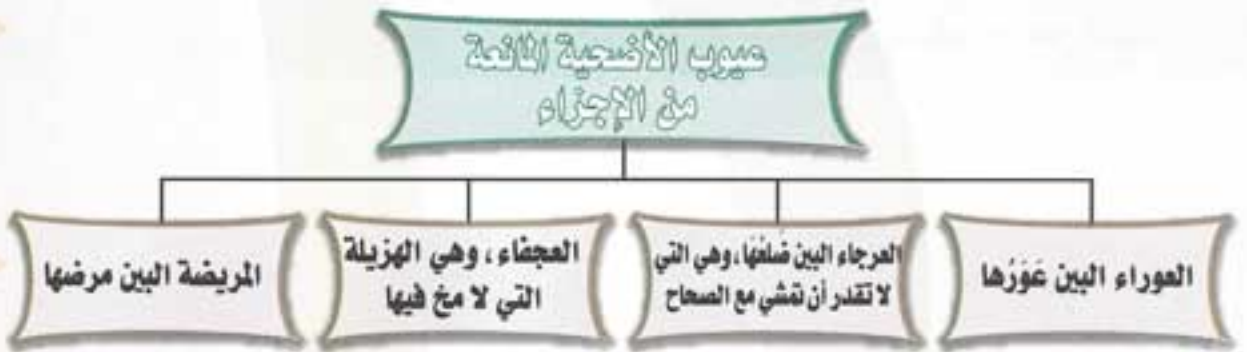 عيوب الأضحية المانعة
من الإجزاء
العوراء البين عَوَرُها
العرجاء البين ضَلعُها، وهي التي
لا تقدر أن تمشي مع الصحاح
العجفاء، وهي الهزيلة
التي لا مخ فيها
المريضة البين مرضها